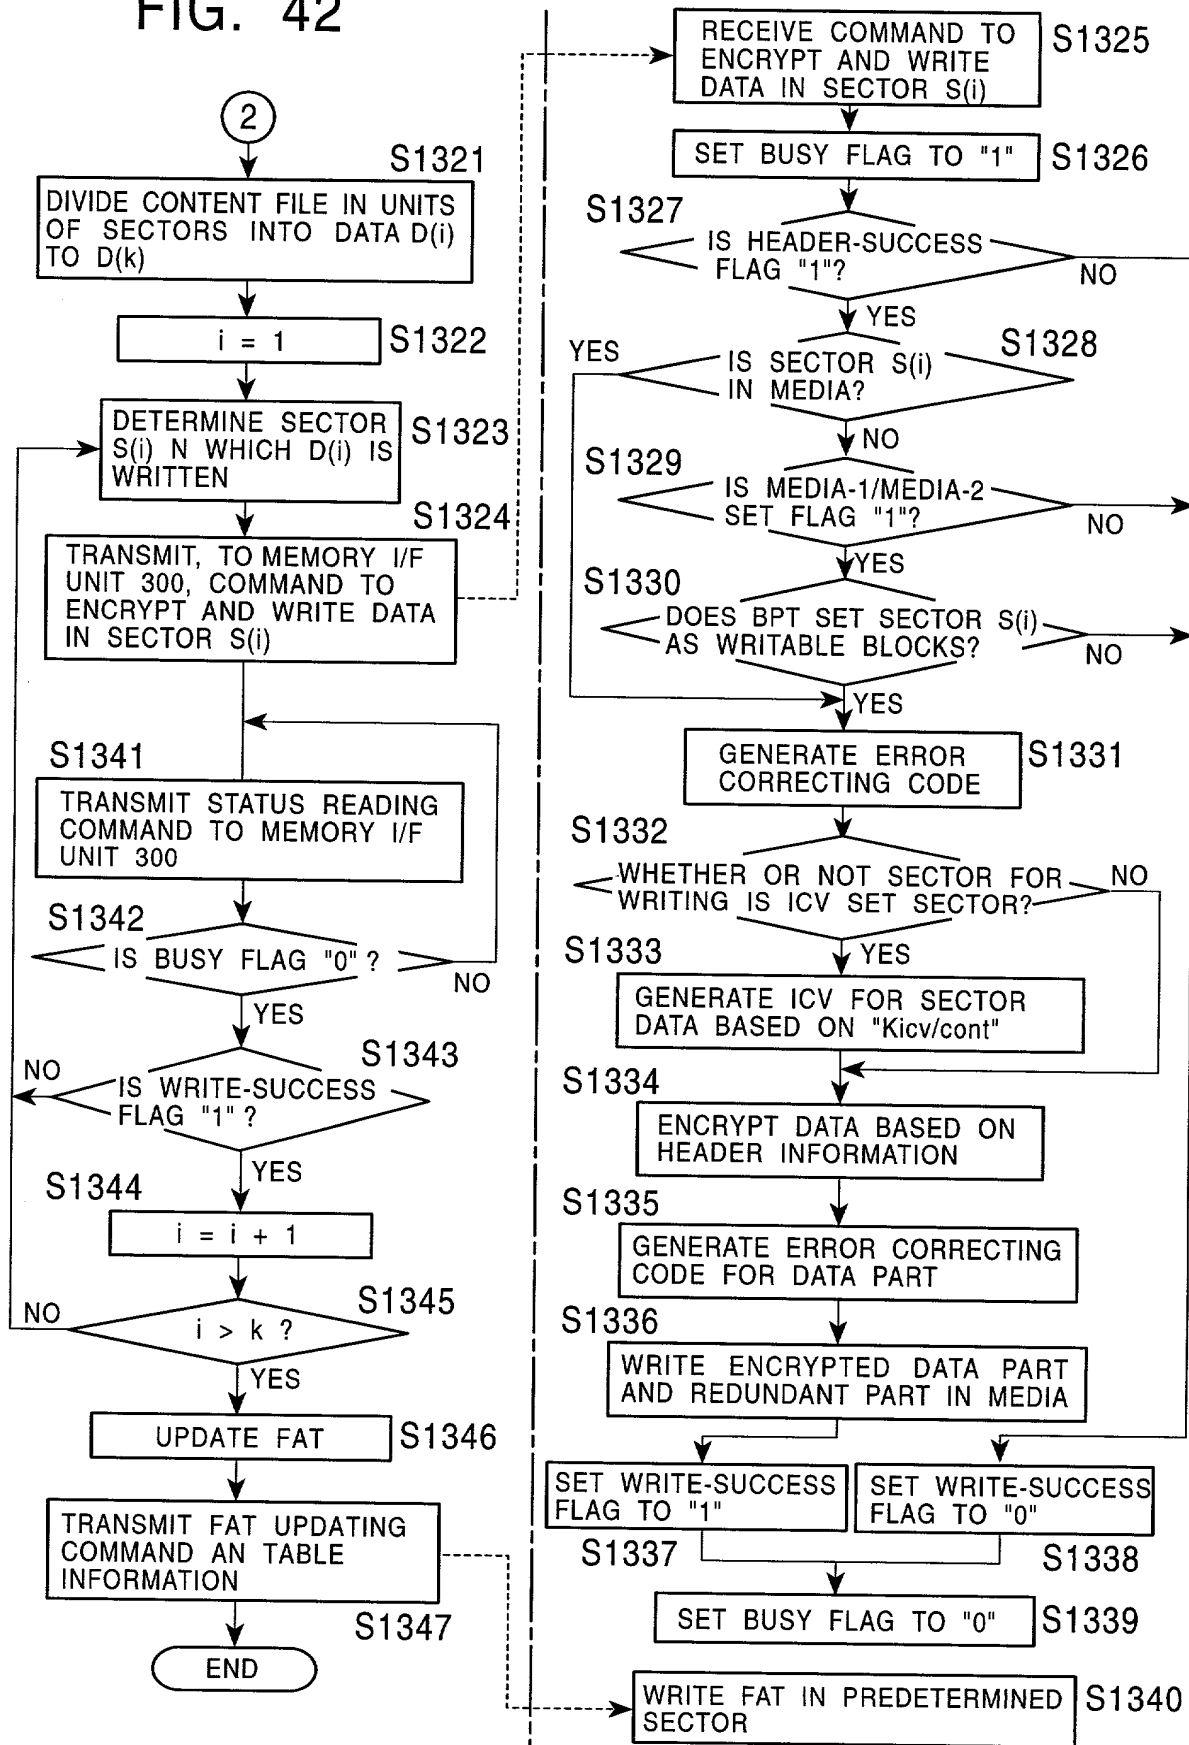 FIG. 42
2
S1321
DIVIDE CONTENT FILE IN UNITS
OF SECTORS INTO DATA D(i)
TO D(k)
i = 1
S1322
DETERMINE SECTOR
S(i) N WHICH D(i) IS
WRITTEN
S1323
S1324
TRANSMIT, TO MEMORY I/F
UNIT 300, COMMAND TO
ENCRYPT AND WRITE DATA
IN SECTOR S(i)
S1341
TRANSMIT STATUS READING
COMMAND TO MEMORY I/F
UNIT 300
S1342
IS BUSY FLAG "0" ?
NO
YES
S1343
NO
IS WRITE-SUCCESS
FLAG "1" ?
YES
S1344
i = i + 1
S1345
NO
i > k ?
YES
UPDATE FAT
S1346
TRANSMIT FAT UPDATING
COMMAND AN TABLE
INFORMATION
S1347
END
RECEIVE COMMAND TO
ENCRYPT AND WRITE
DATA IN SECTOR S(i)
S1325
SET BUSY FLAG TO "1"
S1326
S1327
IS HEADER-SUCCESS
FLAG "1"?
NO
YES
S1328
YES
IS SECTOR S(i)
IN MEDIA?
NO
S1329
IS MEDIA-1/MEDIA-2
SET FLAG "1"?
NO
YES
S1330
DOES BPT SET SECTOR S(i)
AS WRITABLE BLOCKS?
NO
YES
GENERATE ERROR
CORRECTING CODE
S1331
S1332
WHETHER OR NOT SECTOR FOR
WRITING IS ICV SET SECTOR?
NO
YES
S1333
GENERATE ICV FOR SECTOR
DATA BASED ON "Kicv/cont"
S1334
ENCRYPT DATA BASED ON
HEADER INFORMATION
S1335
GENERATE ERROR CORRECTING
CODE FOR DATA PART
S1336
WRITE ENCRYPTED DATA PART
AND REDUNDANT PART IN MEDIA
SET WRITE-SUCCESS
FLAG TO "1"
S1337
SET WRITE-SUCCESS
FLAG TO "0"
S1338
SET BUSY FLAG TO "0"
S1339
WRITE FAT IN PREDETERMINED
SECTOR
S1340